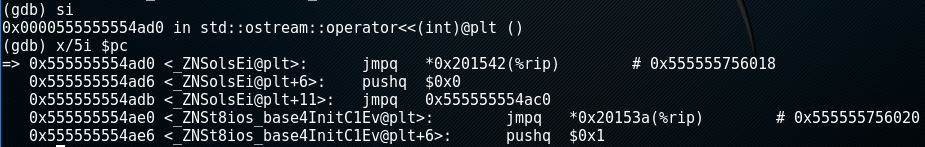 (gdb) si
0x0000555555554ad0 in std::ostream::operator<<(int)@plt ()
(gdb) x/5i $pc
=> 0x555555554ad0 <_ZNSolsEi@plt>: jmpq *0x201542(%rip) # 0x555555756018
0x555555554ad6 <_ZNSolsEi@plt+6>: pushq $0x0
0x555555554adb <_ZNSolsEi@plt+11>: jmpq 0x555555554ac0
0x555555554ae0 <_ZNSt8ios_base4InitC1Ev@plt>: jmpq *0x20153a(%rip) # 0x555555756020
0x555555554ae6 <_ZNSt8ios_base4InitC1Ev@plt+6>: pushq $0x1